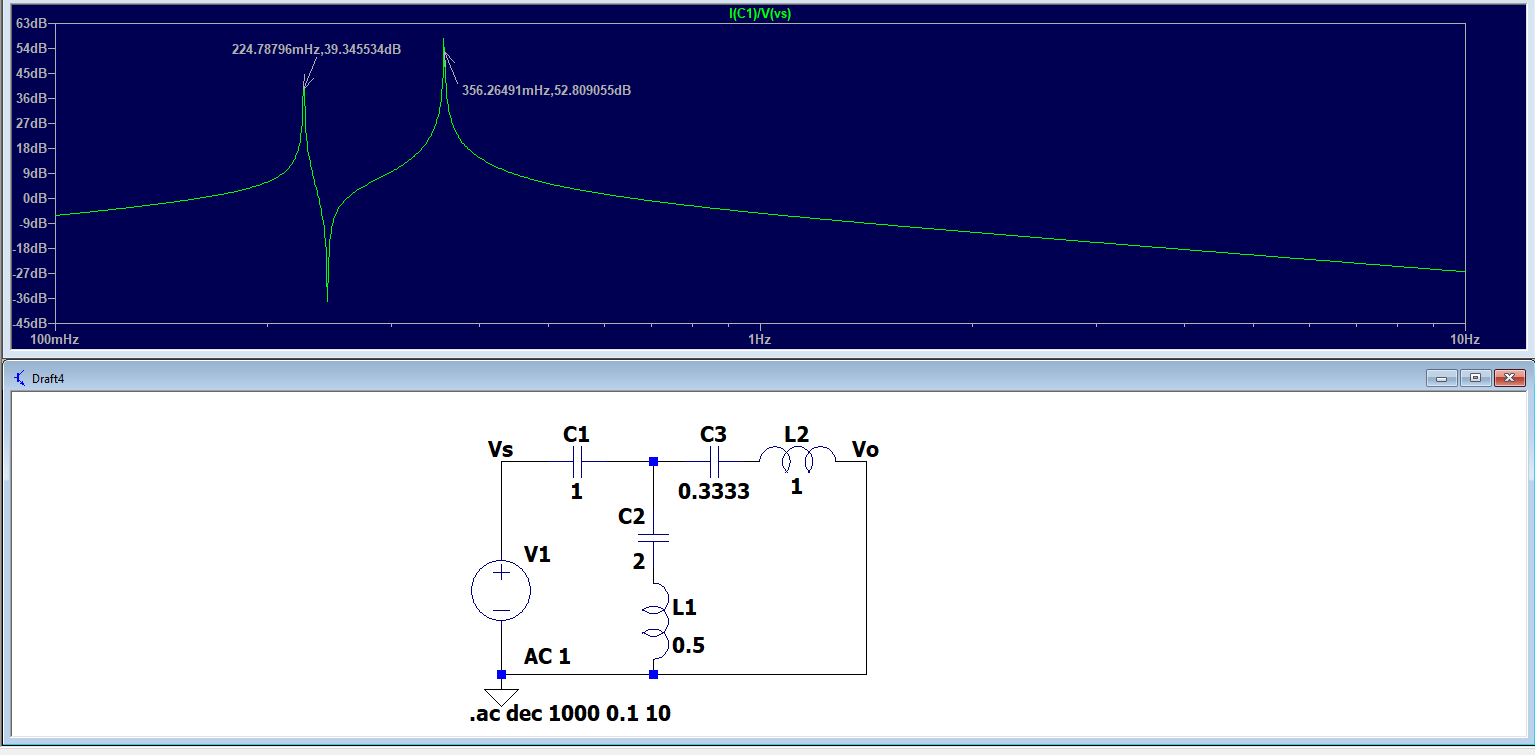 I(C1)/V(vs)
63dB
54dB
45dB
36dB
27dB
18dB
9dB
0dB
-9dB
-18dB
-27dB
-36dB
-45dB
224.78796mHz,39.345534dB
356.26491mHz,52.809055dB
100mHz
1Hz
10Hz
Draft4
Vs
C1
1
C3
0.3333
L2
1
Vo
C2
2
V1
L1
0.5
AC 1
.ac dec 1000 0.1 10